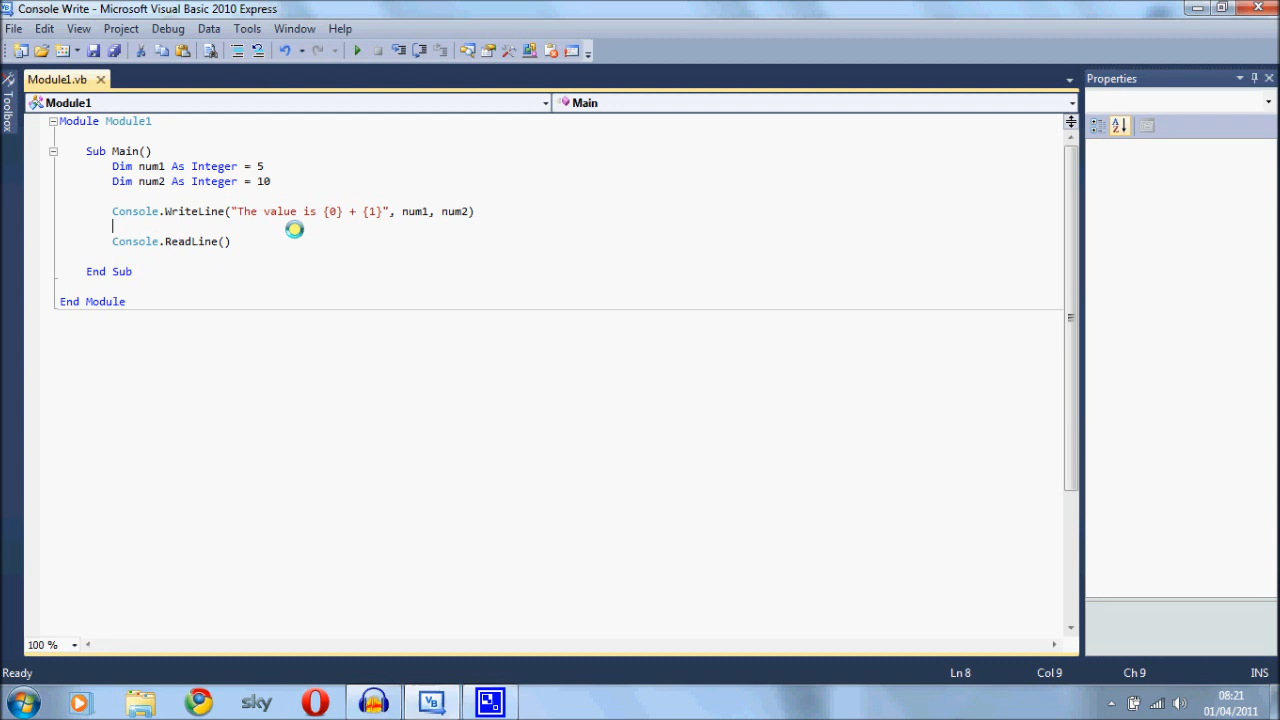 Console Write - Microsoft Visual Basic 2010 Express
File Edit View Project Debug Data Tools Window Help
Module1.vb
Properties
Toolbox
Module1 Main
Module Module1
Sub Main()
Dim num1 As Integer = 5
Dim num2 As Integer = 10
Console.WriteLine("The value is {0} + {1}", num1, num2)
Console.ReadLine()
End Sub
End Module
100 %
Ready Ln 8 Col 9 Ch 9 INS
sky VB 08:21
01/04/2011